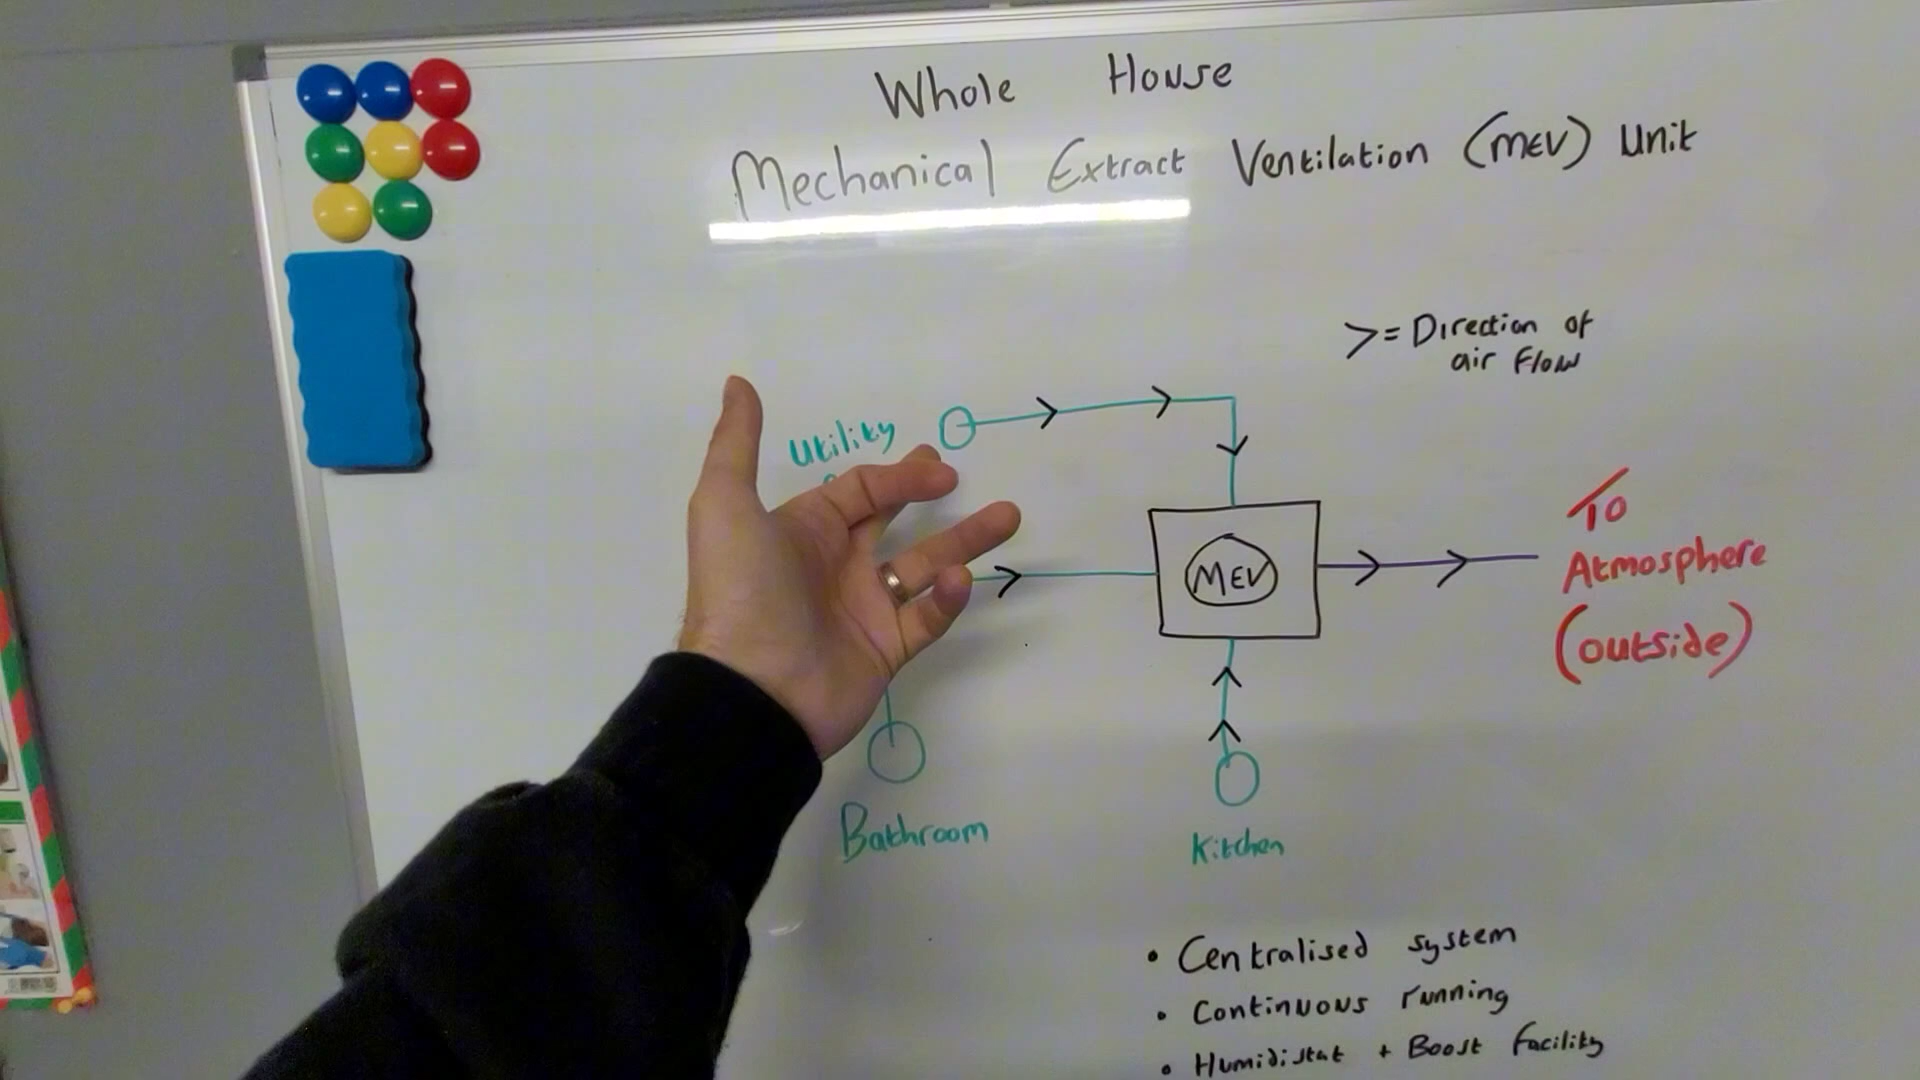 Whole House
Mechanical Extract Ventilation (MEV) Unit
>= Direction of
air flow
Utility
MEV
To
Atmosphere
(outside)
Bathroom
Kitchen
• Centralised system
• Continuous running
• Humidistat + Boost facility